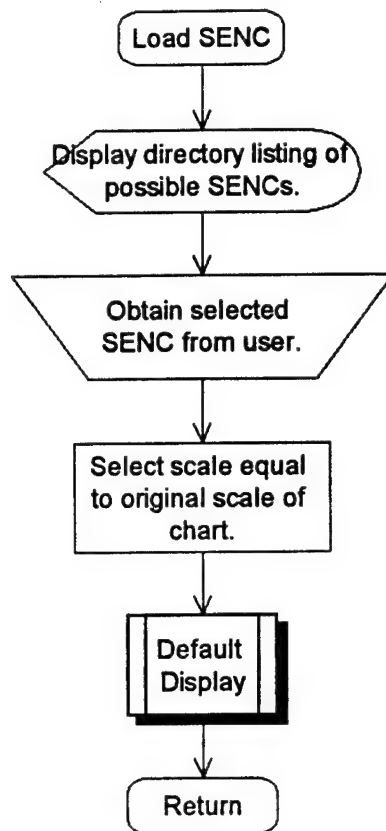 Load SENC
Display directory listing of
possible SENCs.
Obtain selected
SENC from user.
Select scale equal
to original scale of
chart.
Default
Display
Return